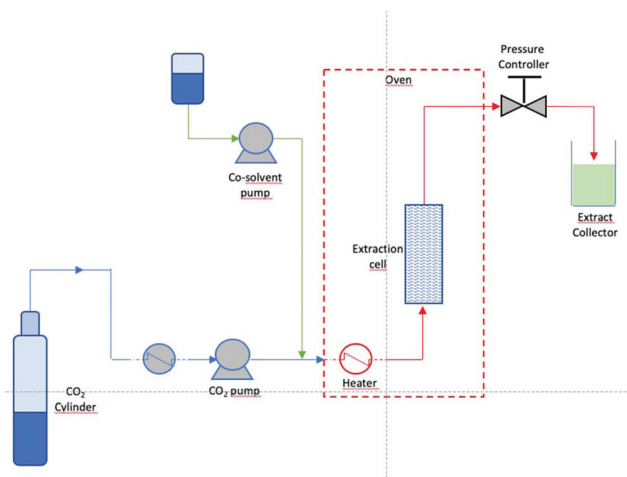 Pressure
Controller
Oven
Co-solvent
pump
Extraction
cell
Extract
Collector
Heater
CO2 pump
CO2
Cylinder